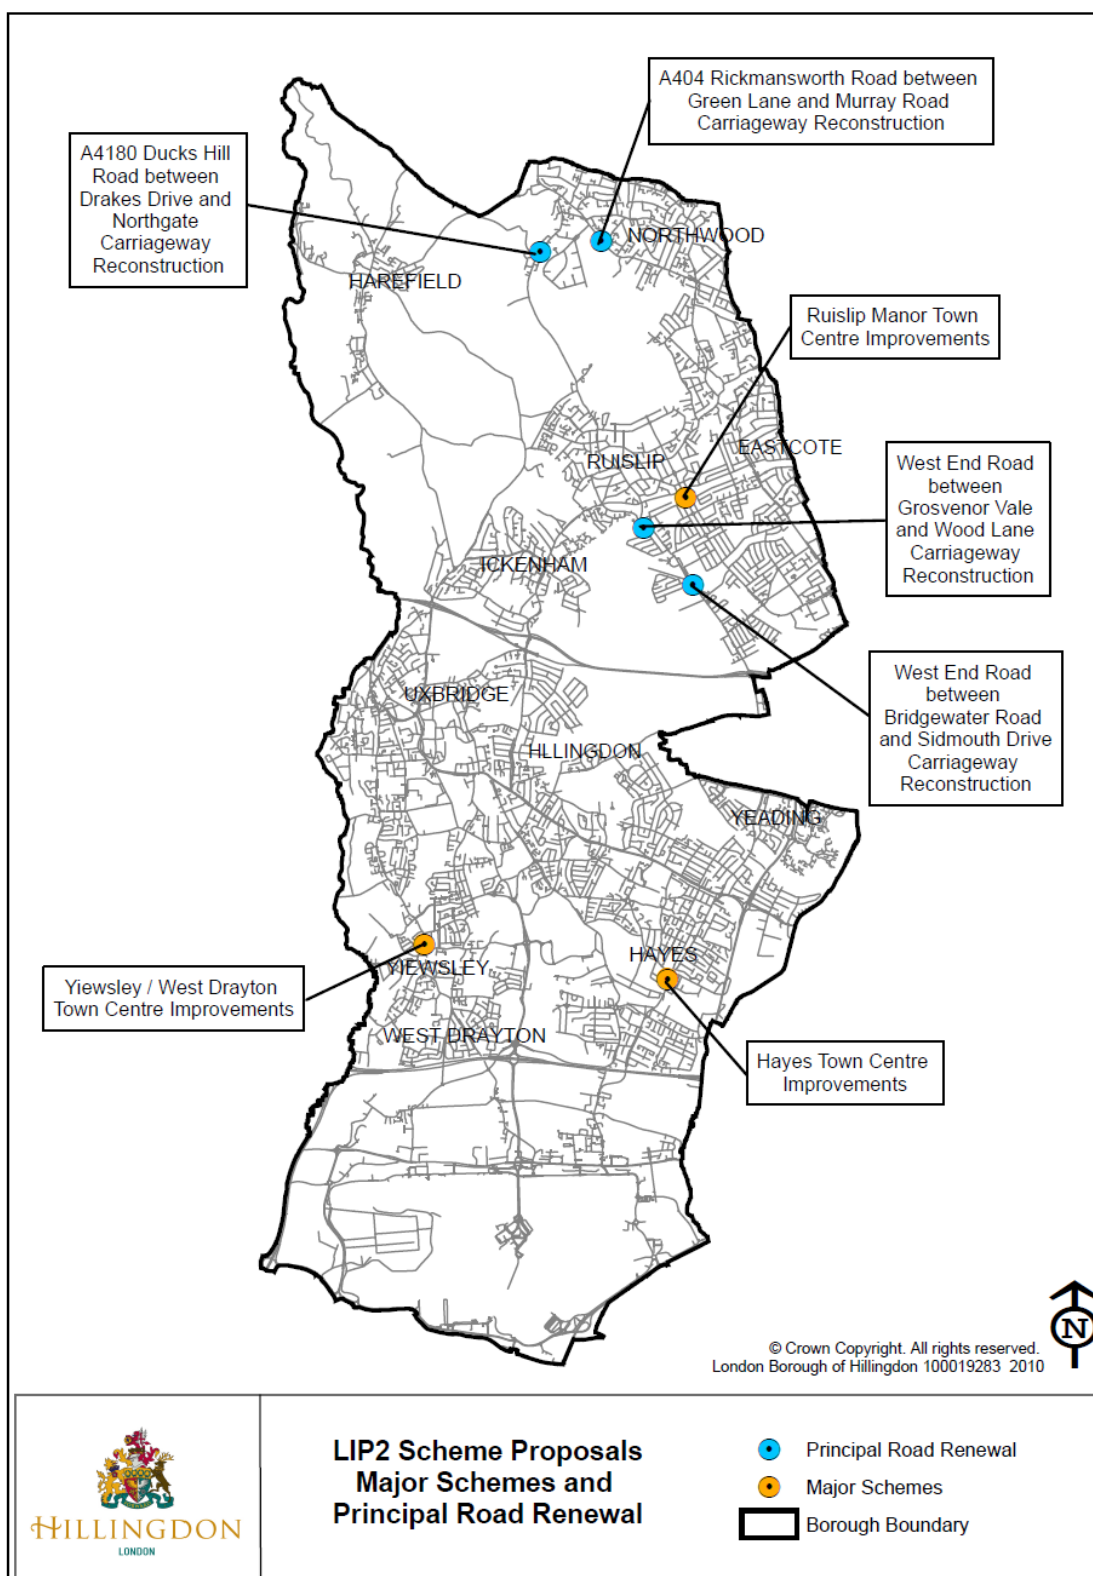 A404 Rickmansworth Road between
Green Lane and Murray Road
Carriageway Reconstruction
A4180 Ducks Hill
Road between
Drakes Drive and
Northgate
Carriageway
Reconstruction
NORTHWOOD
HAREFIELD
Ruislip Manor Town
Centre Improvements
EASTCOTE
RUISLIP
West End Road
between
Grosvenor Vale
and Wood Lane
Carriageway
Reconstruction
ICKENHAM
West End Road
between
Bridgewater Road
and Sidmouth Drive
Carriageway
Reconstruction
UXBRIDGE
HLLINGDON
YEADING
HAYES
YIEWSLEY
Yiewsley / West Drayton
Town Centre Improvements
WEST DRAYTON
Hayes Town Centre
Improvements
N
© Crown Copyright. All rights reserved.
London Borough of Hillingdon 100019283 2010
HILLINGDON
LONDON
LIP2 Scheme Proposals
Major Schemes and
Principal Road Renewal
Principal Road Renewal
Major Schemes
Borough Boundary